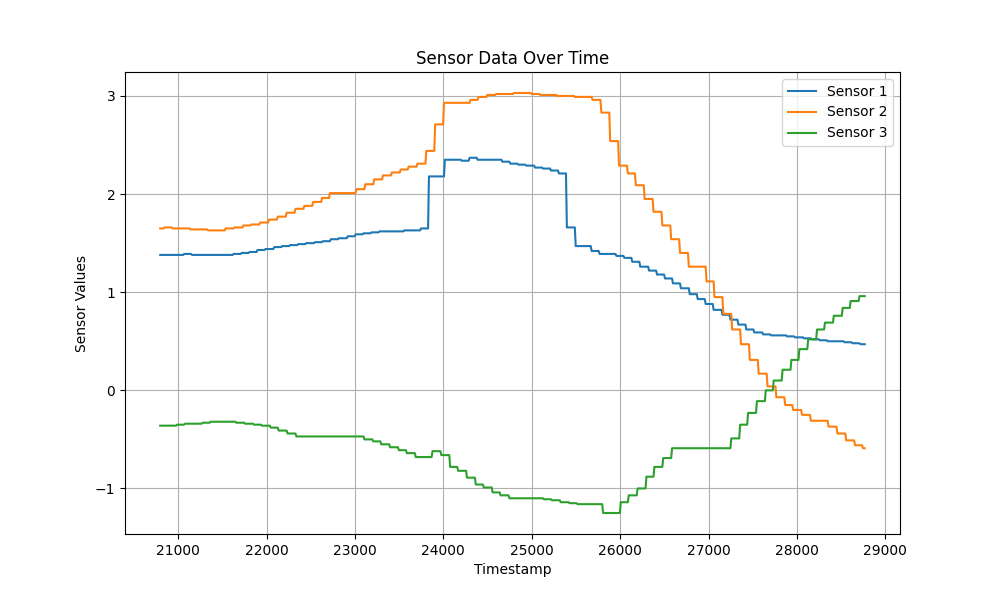 Sensor Data Over Time
Sensor 1
Sensor 2
Sensor 3
Sensor Values
3
2
1
0
−1
21000 22000 23000 24000 25000 26000 27000 28000 29000
Timestamp